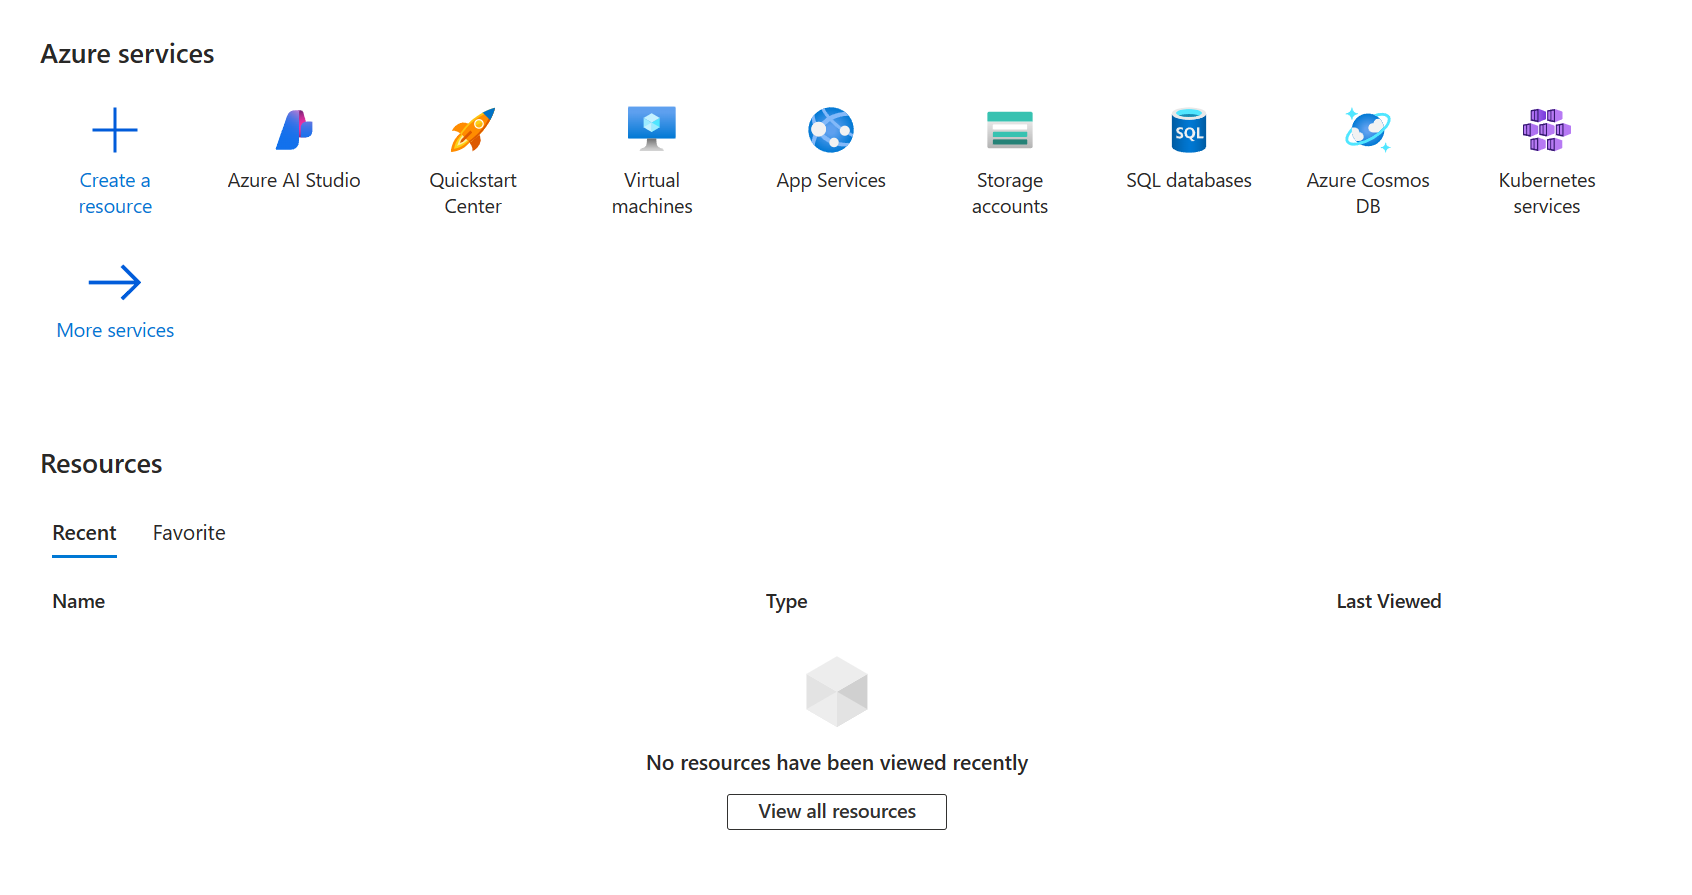 Azure services
Create a
resource
Azure AI Studio
Quickstart
Center
Virtual
machines
App Services
Storage
accounts
SQL
SQL databases
Azure Cosmos
DB
Kubernetes
services
More services
Resources
Recent
Favorite
Name
Type
Last Viewed
No resources have been viewed recently
View all resources